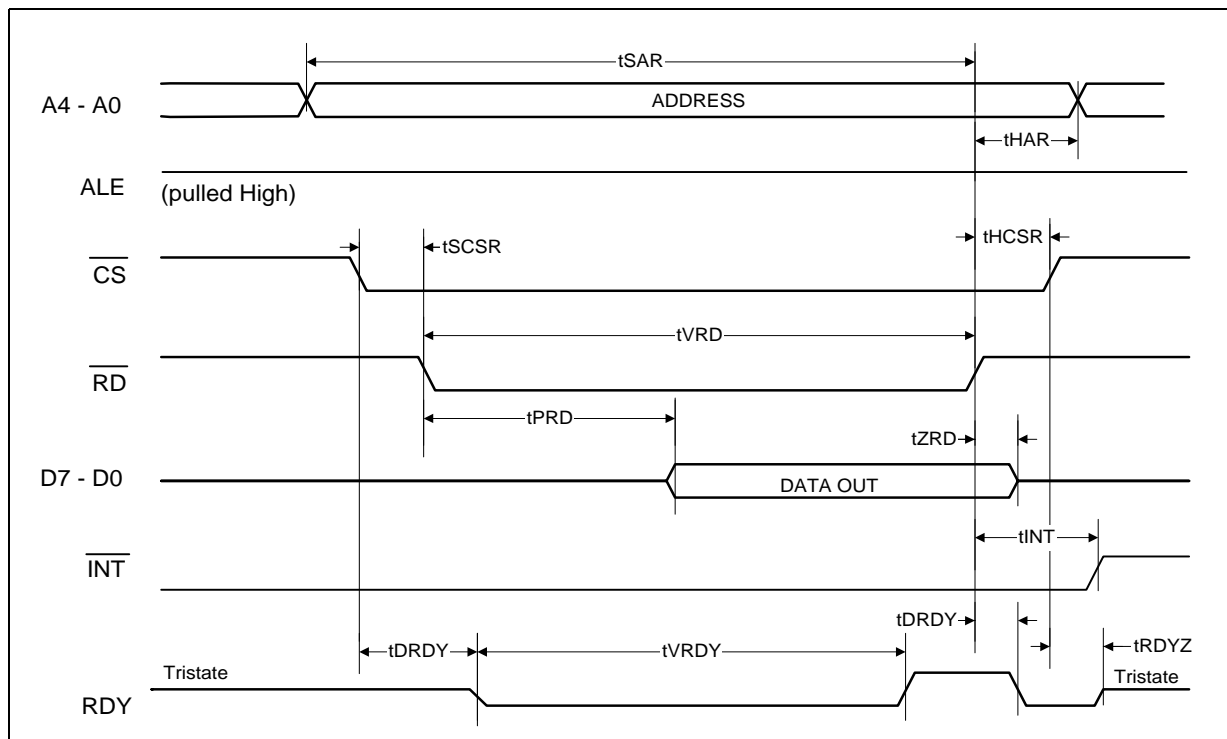 tSAR
A4 - A0
ADDRESS
tHAR
ALE
(pulled High)
tSCSR
tHCSR
CS
tVRD
RD
tPRD
tZRD
D7 - D0
DATA OUT
tINT
INT
tDRDY
tDRDY
tVRDY
tRDYZ
Tristate
Tristate
RDY